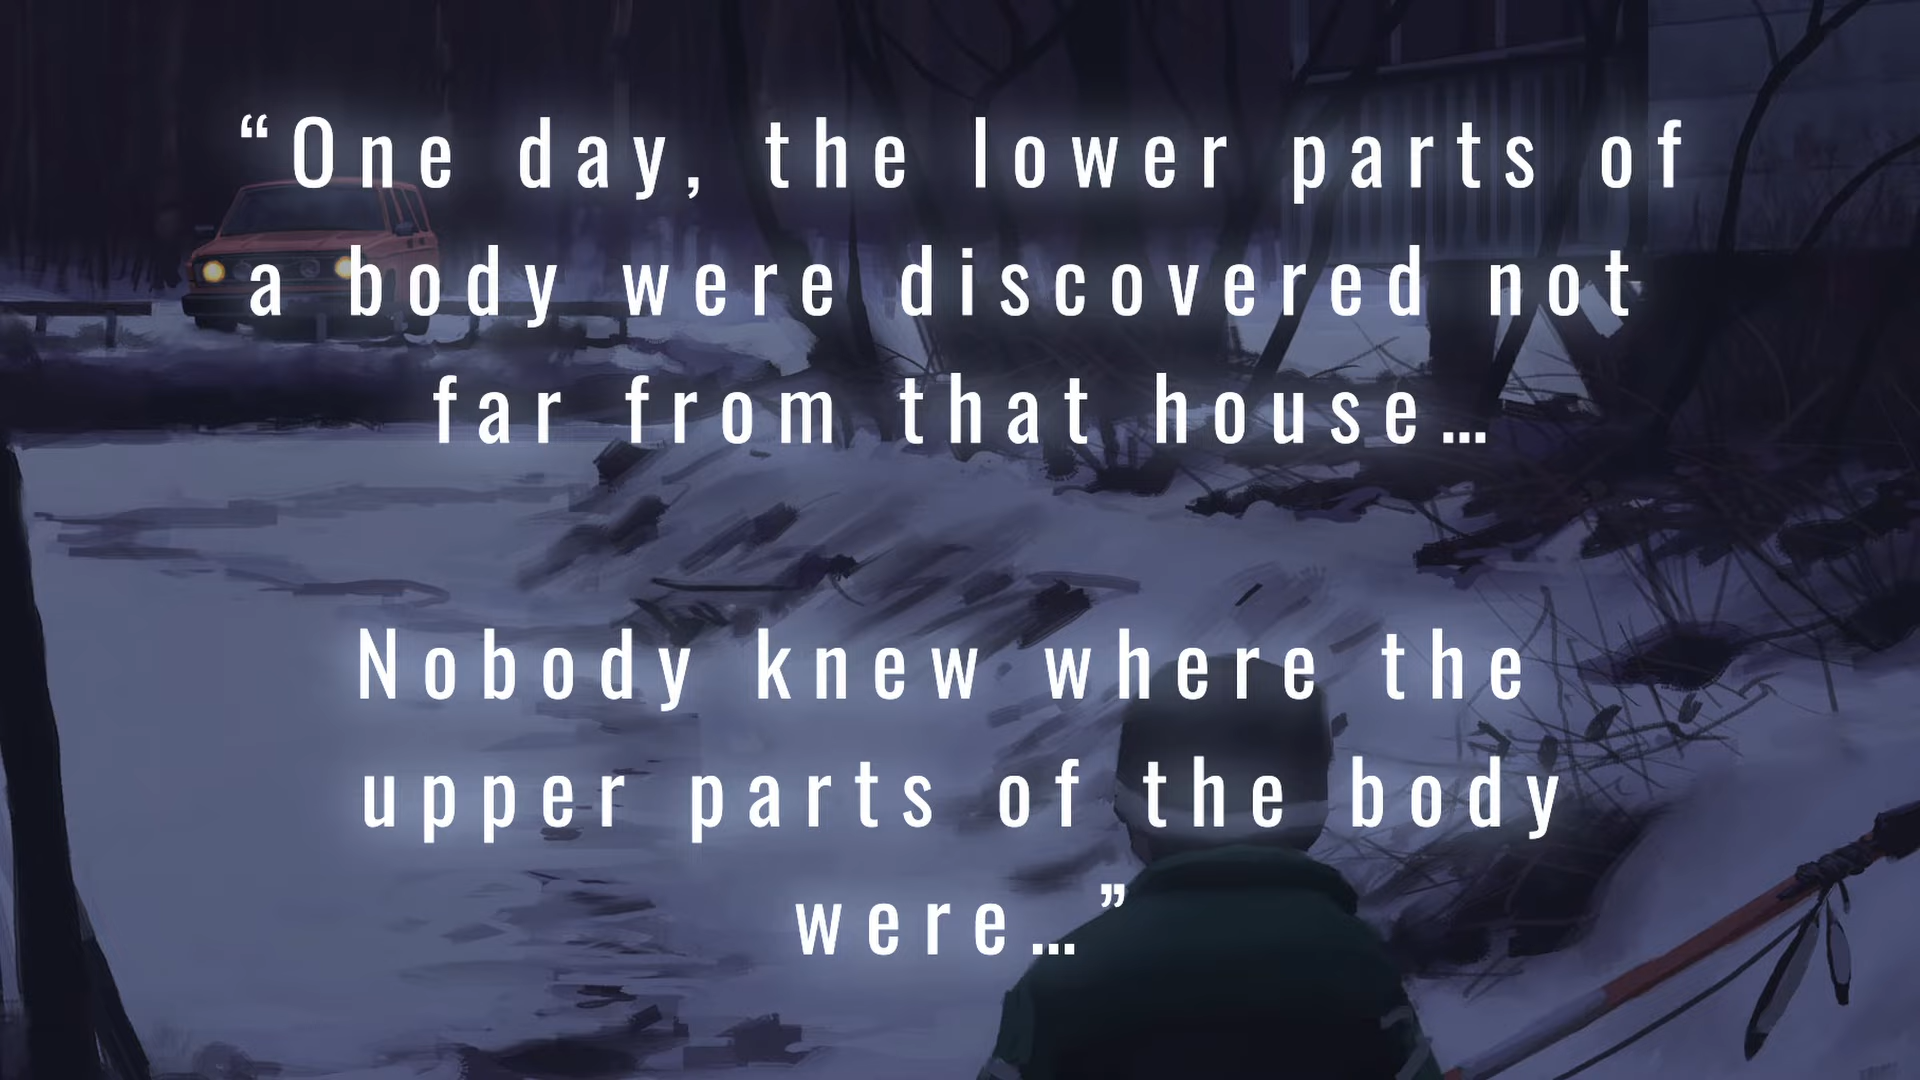 “One day, the lower parts of
a body were discovered not
far from that house…
Nobody knew where the
upper parts of the body
were…”